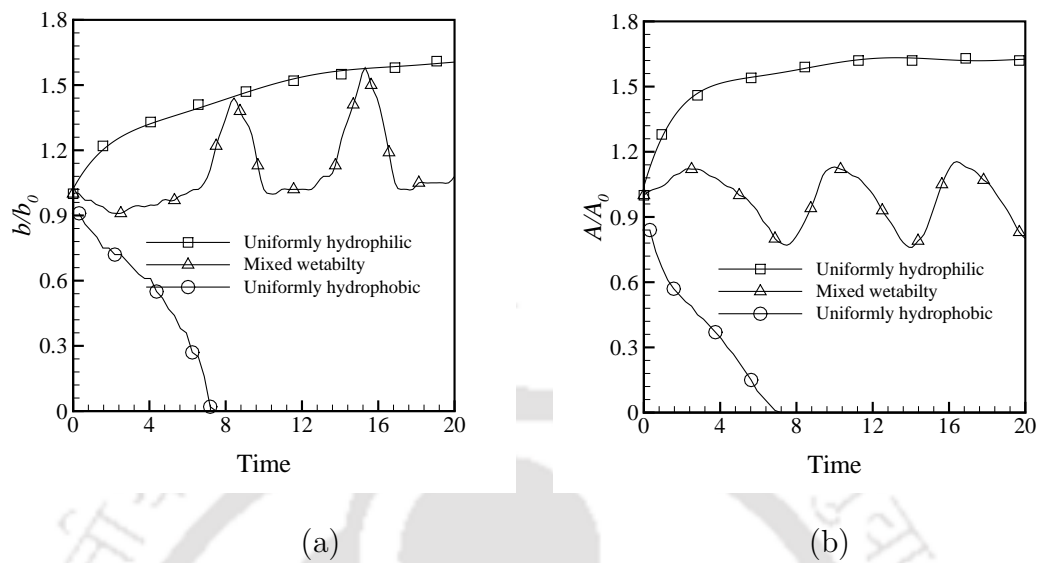 1.8
1.5
1.2
0.9
0.6
0.3
0
b/b0
Uniformly hydrophilic
Mixed wetabilty
Uniformly hydrophobic
0 4 8 12 16 20
Time
(a)
1.8
1.5
1.2
0.9
0.6
0.3
0
A/A0
Uniformly hydrophilic
Mixed wetabilty
Uniformly hydrophobic
0 4 8 12 16 20
Time
(b)